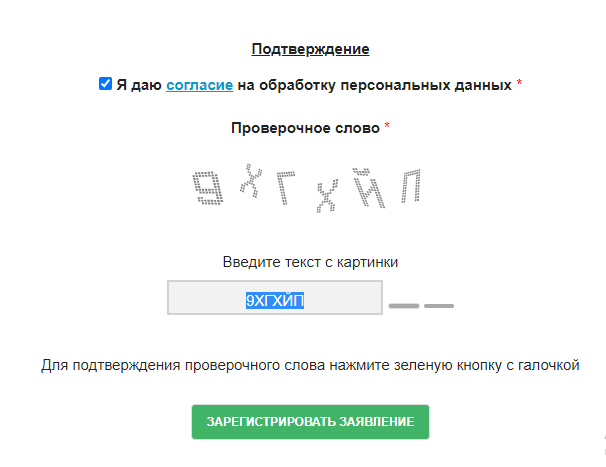 Подтверждение
Я даю согласие на обработку персональных данных *
Проверочное слово *
9ХГХЙП
Введите текст с картинки
9ХГХЙП
Для подтверждения проверочного слова нажмите зеленую кнопку с галочкой
ЗАРЕГИСТРИРОВАТЬ ЗАЯВЛЕНИЕ